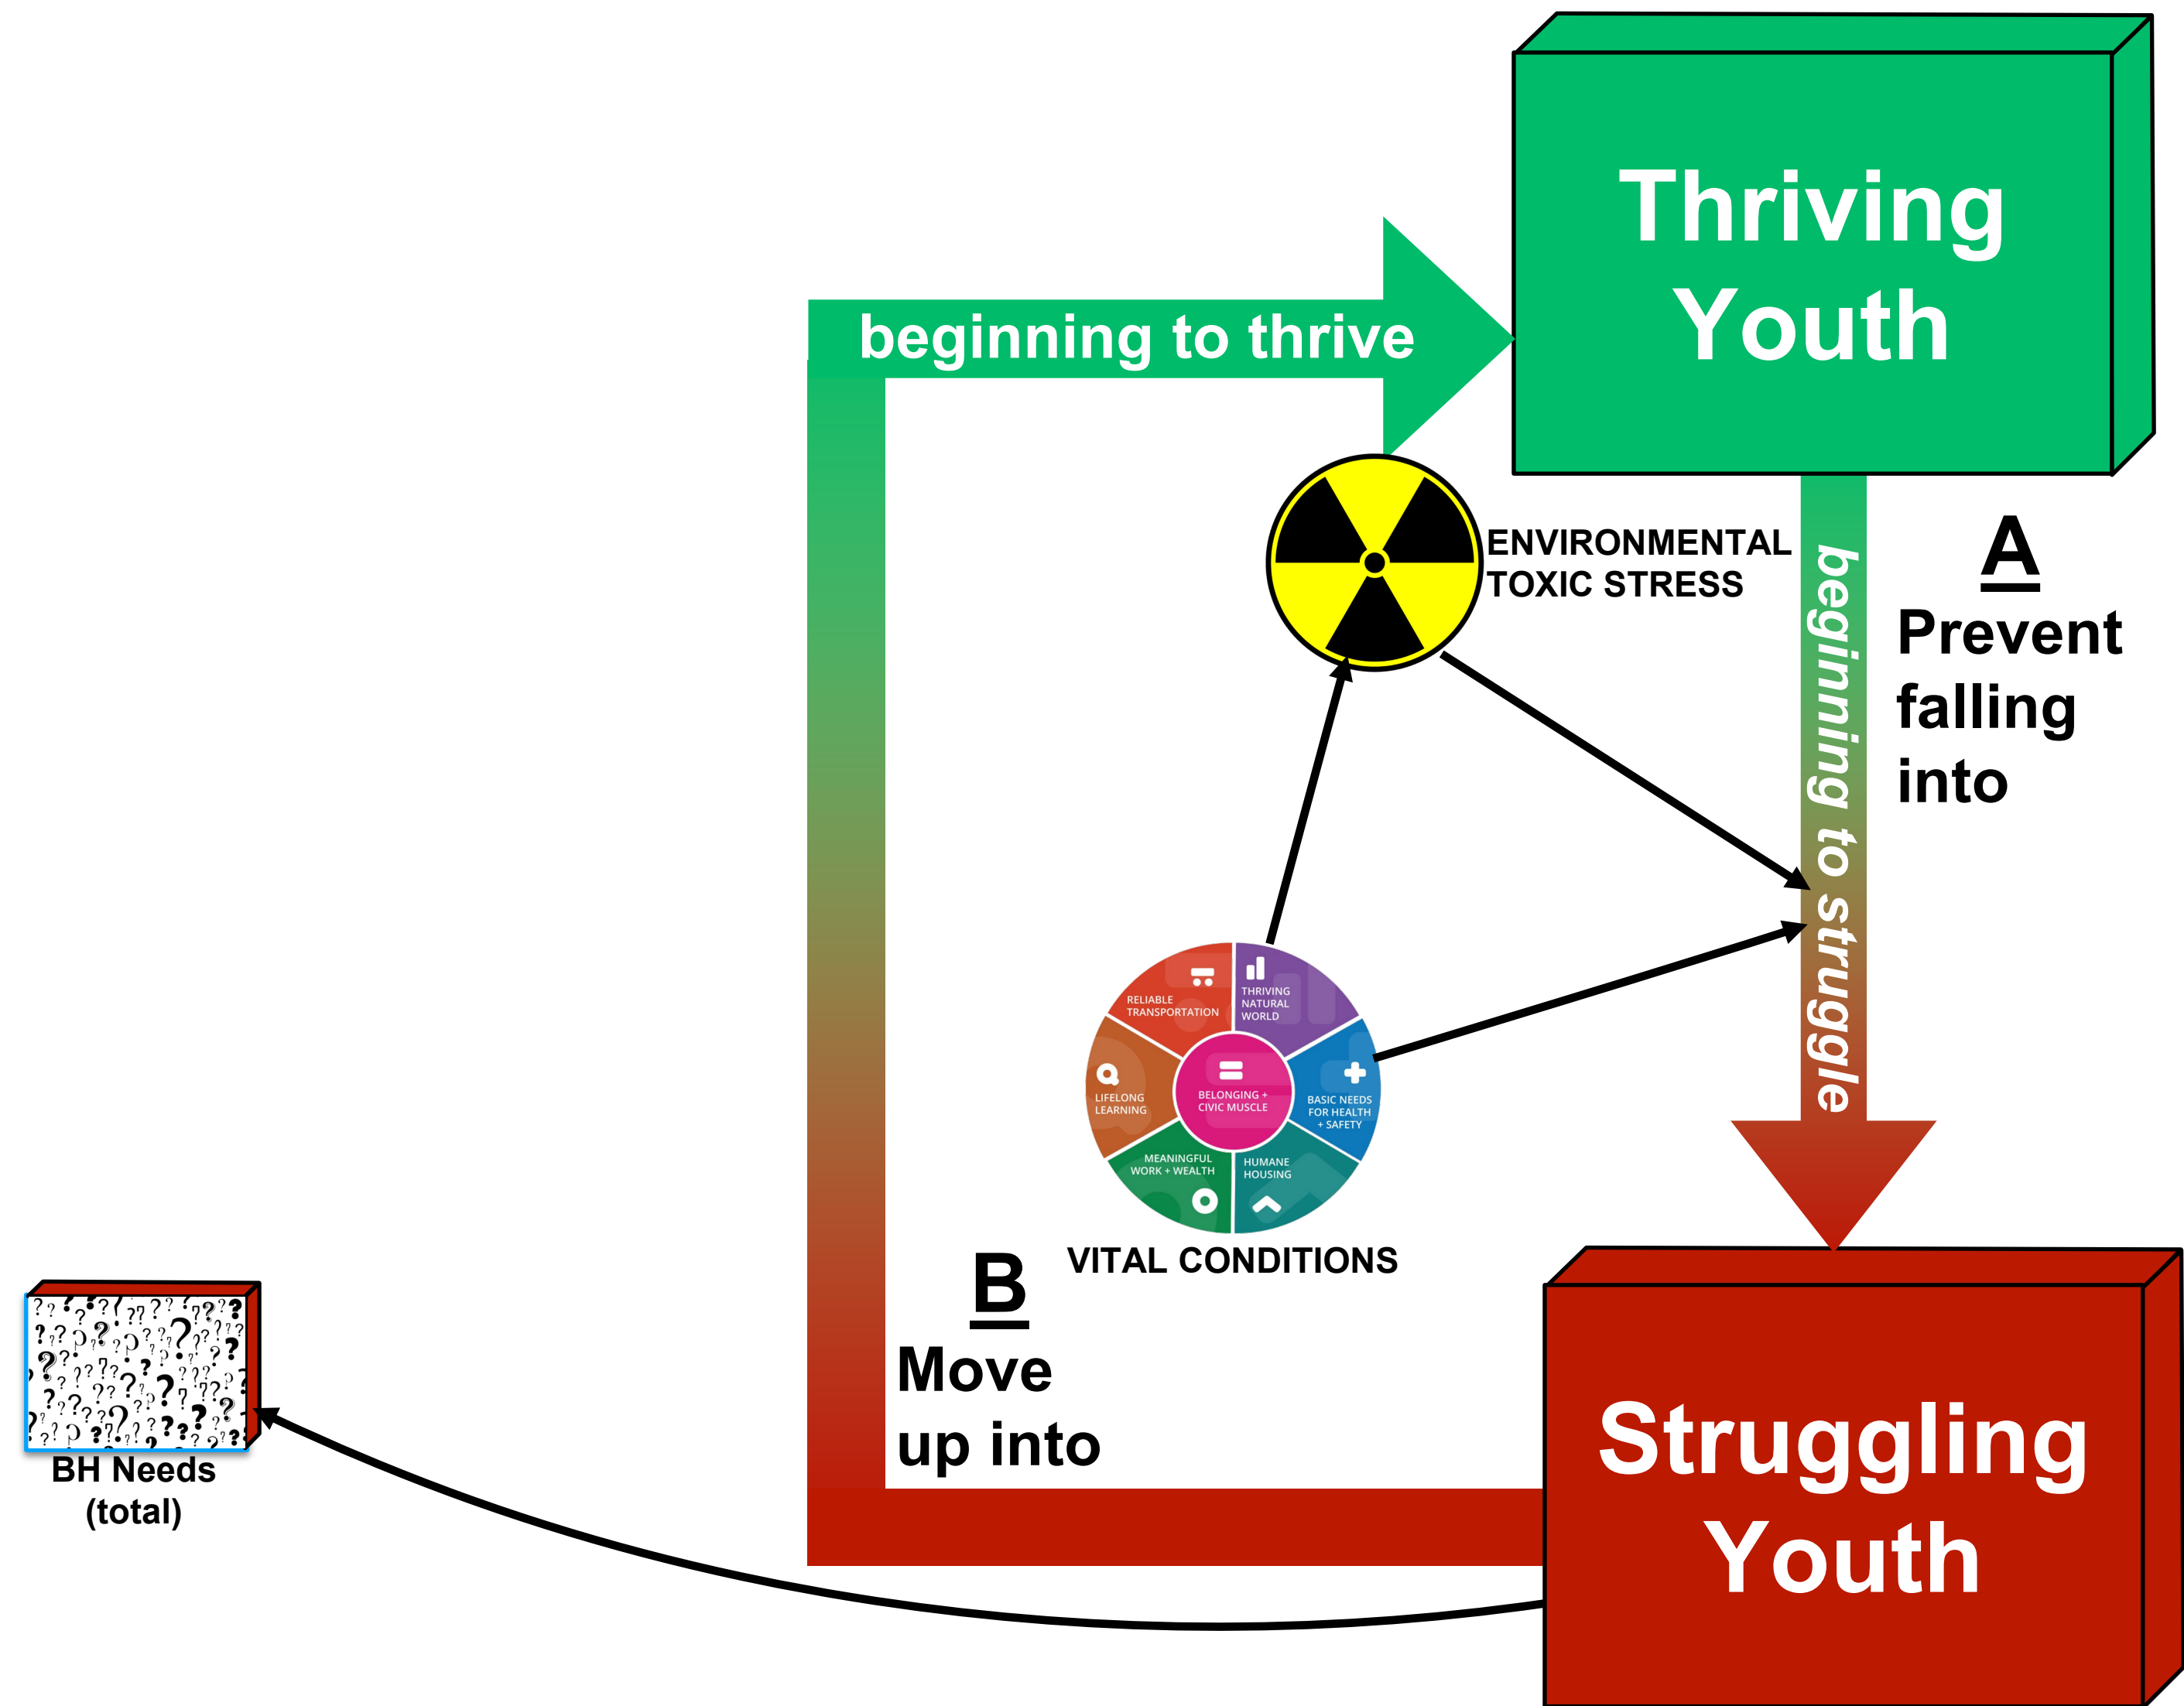 Thriving
Youth
beginning to thrive
ENVIRONMENTAL
TOXIC STRESS
beginning to struggle
A
Prevent
falling
into
RELIABLE
TRANSPORTATION
THRIVING
NATURAL
WORLD
LIFELONG
LEARNING
BELONGING +
CIVIC MUSCLE
BASIC NEEDS
FOR HEALTH
+ SAFETY
MEANINGFUL
WORK + WEALTH
HUMANE
HOUSING
VITAL CONDITIONS
B
Move
up into
BH Needs
(total)
Struggling
Youth